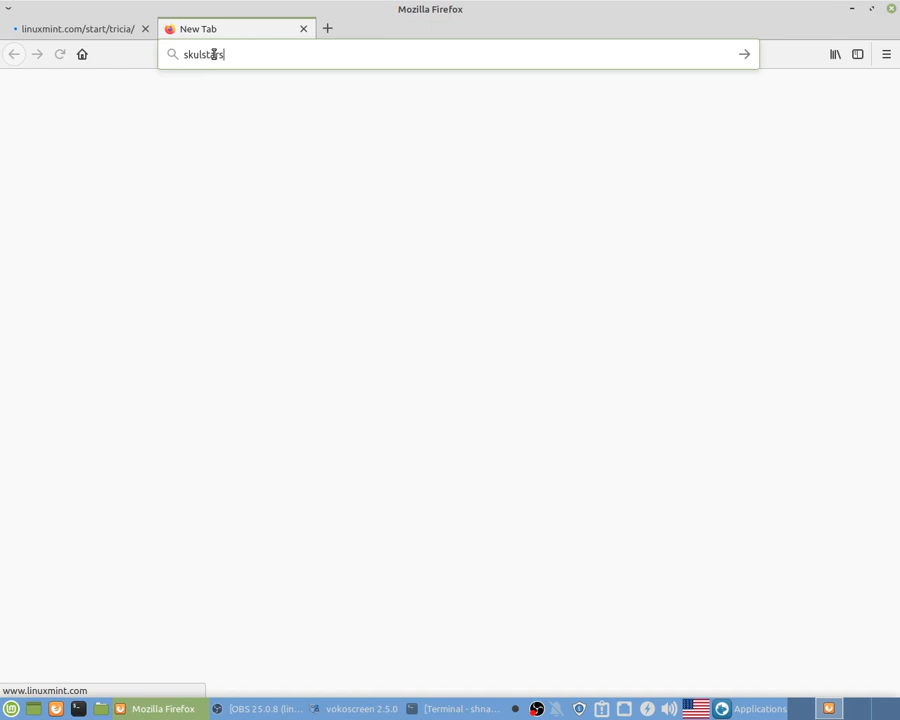 Mozilla Firefox
linuxmint.com/start/tricia/
New Tab
skulstars
www.linuxmint.com
Mozilla Firefox
[OBS 25.0.8 (lin...
vokoscreen 2.5.0
[Terminal - shna...
Applications